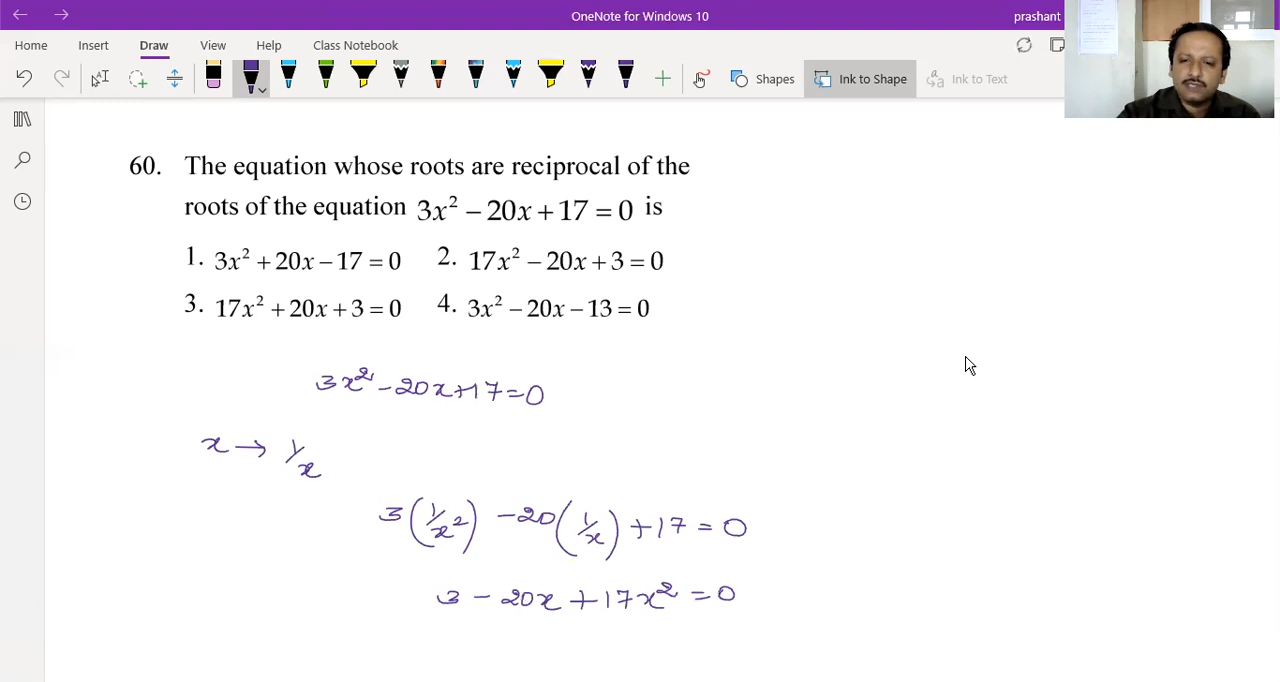 OneNote for Windows 10
prashant
Home Insert Draw View Help Class Notebook
Shapes Ink to Shape Ink to Text
60. The equation whose roots are reciprocal of the
roots of the equation 3x² − 20x + 17 = 0 is
1. 3x² + 20x − 17 = 0 2. 17x² − 20x + 3 = 0
3. 17x² + 20x + 3 = 0 4. 3x² − 20x − 13 = 0
3x² − 20x + 17 = 0
x → 1/x
3(1/x²) − 20(1/x) + 17 = 0
3 − 20x + 17x² = 0